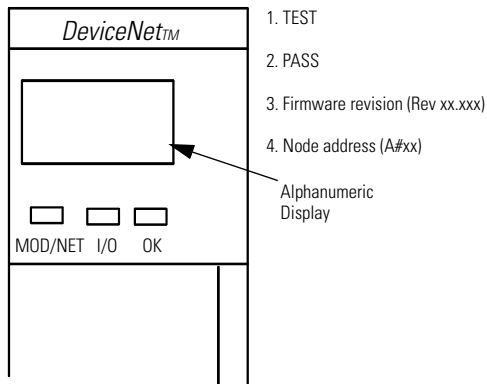 DeviceNetTM
1. TEST
2. PASS
3. Firmware revision (Rev xx.xxx)
4. Node address (A#xx)
Alphanumeric
Display
MOD/NET I/O OK